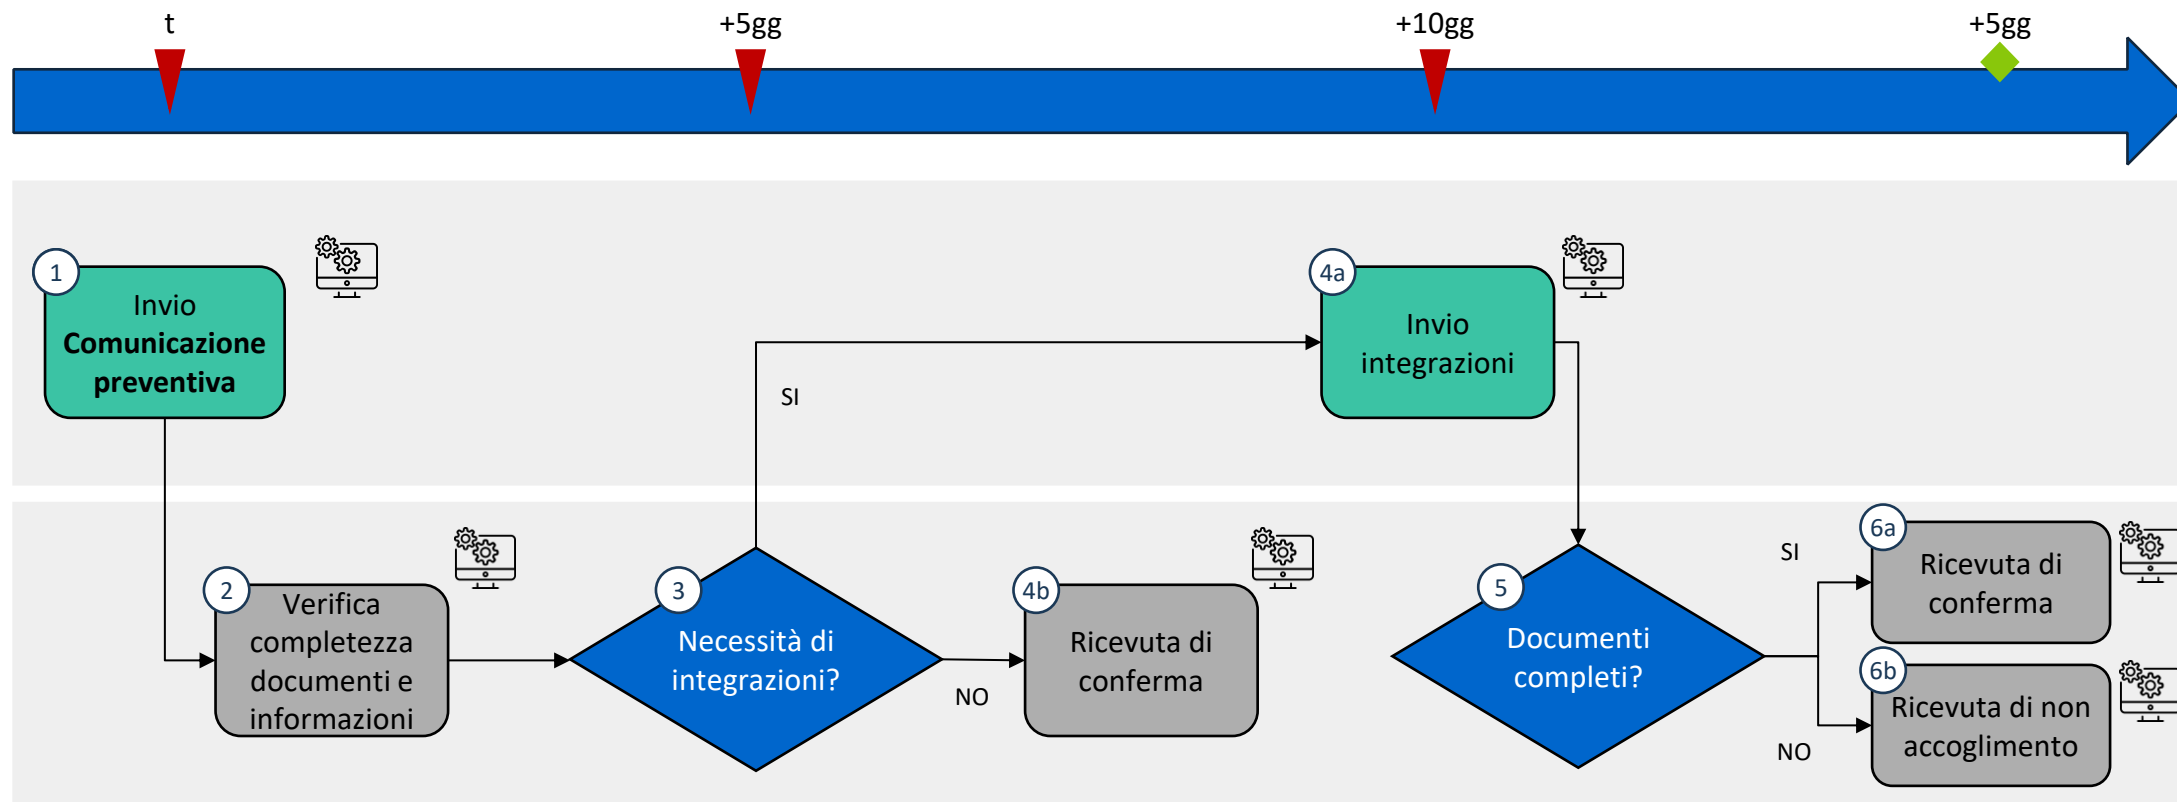 t
+5gg
+10gg
+5gg
1
Invio
Comunicazione
preventiva
4a
Invio
integrazioni
SI
2
Verifica
completezza
documenti e
informazioni
3
Necessità di
integrazioni?
NO
4b
Ricevuta di
conferma
5
Documenti
completi?
SI
6a
Ricevuta di
conferma
NO
6b
Ricevuta di non
accoglimento